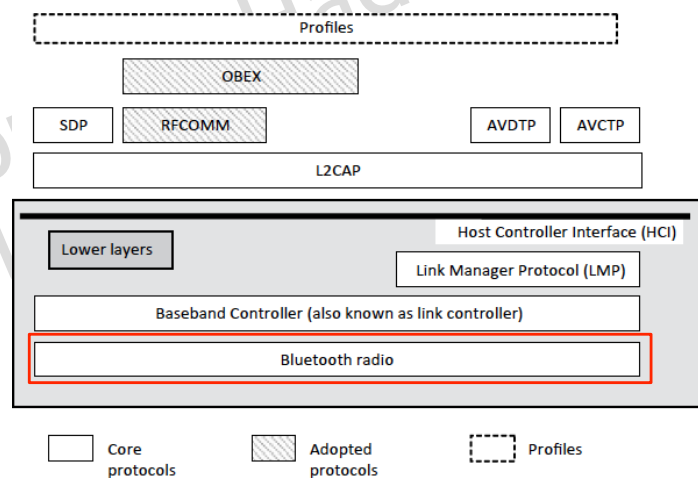 Profiles
OBEX
SDP
RFCOMM
AVDTP
AVCTP
L2CAP
Host Controller Interface (HCI)
Lower layers
Link Manager Protocol (LMP)
Baseband Controller (also known as link controller)
Bluetooth radio
Core
protocols
Adopted
protocols
Profiles